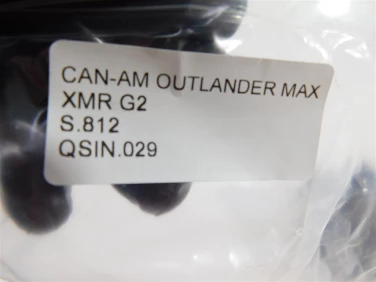 CAN-AM OUTLANDER MAX
XMR G2
S.812
QSIN.029